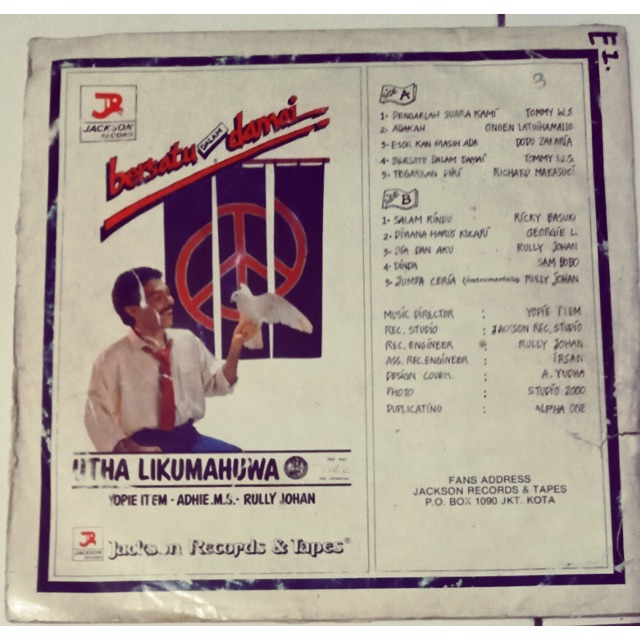 E1.
3
JR
JACKSON
RECORD
bersatu DALAM damai
UTHA LIKUMAHUWA
YOPIE ITEM - ADHIE.M.S.- RULLY JOHAN
JR
JACKSON
RECORD
Jackson Records & Tapes
SIDE A
1. DENGARLAH SUARA KAMI TOMMY W.S.
2. ADAKAH ONGEN LATUIHAMALLO
3. ESOK KAN MASIH ADA DODO ZAKARIA
4. BERSATU DALAM DAMAI TOMMY W.S.
5. TEGARKAN DIRI RICHARD MAKASUCI
SIDE B
1. SALAM RINDU RICKY BASUKI
2. DIMANA HARUS KUCARI GEORGIE L.
3. DIA DAN AKU RULLY JOHAN
4. DINDA SAM BOBO
5. JUMPA CERIA (instrumentalia) RULLY JOHAN
MUSIC DIRECTOR : YOPIE ITEM
REC. STUDIO : JACKSON REC. STUDIO
REC. ENGINEER : RULLY JOHAN
ASS. REC. ENGINEER : IRSAN
DESIGN COVER. : A. YUDHA
PHOTO : STUDIO 2000
DUPLICATING : ALPHA ONE
FANS ADDRESS
JACKSON RECORDS & TAPES
P.O. BOX 1090 JKT. KOTA